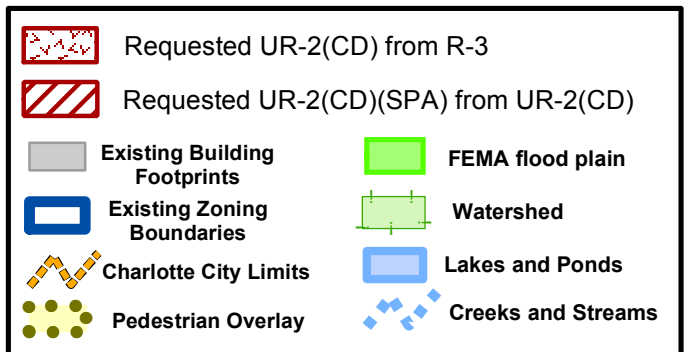 Requested UR-2(CD) from R-3
Requested UR-2(CD)(SPA) from UR-2(CD)
Existing Building
Footprints
Existing Zoning
Boundaries
Charlotte City Limits
Pedestrian Overlay
FEMA flood plain
Watershed
Lakes and Ponds
Creeks and Streams